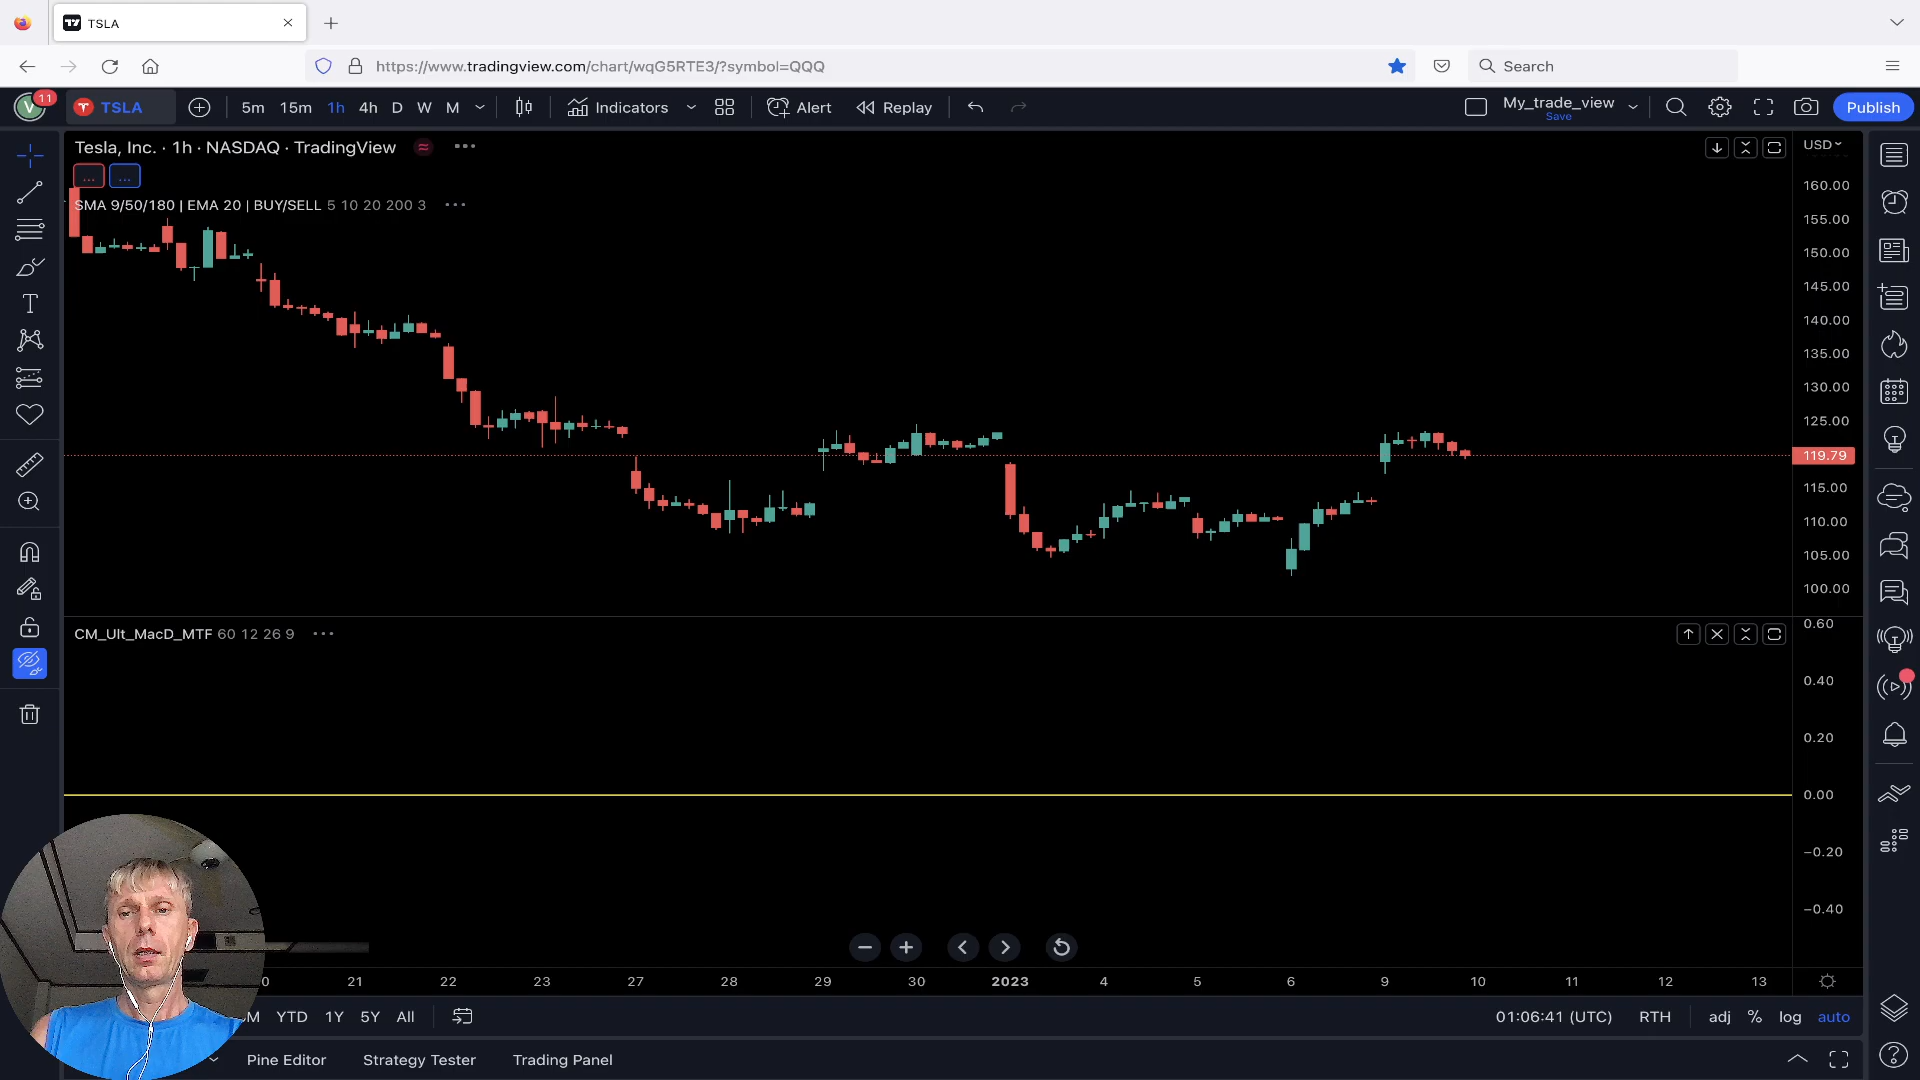 TSLA
https://www.tradingview.com/chart/wqG5RTE3/?symbol=QQQ
Search
V 11 TSLA 5m 15m 1h 4h D W M Indicators Alert Replay My_trade_view Save Publish
Tesla, Inc. · 1h · NASDAQ · TradingView
USD
SMA 9/50/180 | EMA 20 | BUY/SELL 5 10 20 200 3
160.00
155.00
150.00
145.00
140.00
135.00
130.00
125.00
119.79
115.00
110.00
105.00
100.00
CM_Ult_MacD_MTF 60 12 26 9
0.60
0.40
0.20
0.00
−0.20
−0.40
21 22 23 27 28 29 30 2023 4 5 6 9 10 11 12 13
YTD 1Y 5Y All 01:06:41 (UTC) RTH adj % log auto
Pine Editor Strategy Tester Trading Panel